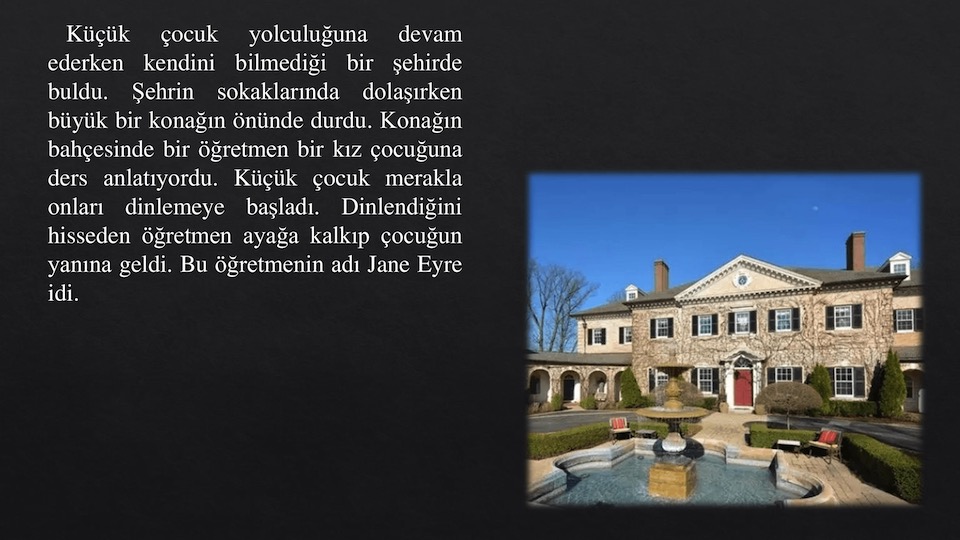 Küçük çocuk yolculuğuna devam
ederken kendini bilmediği bir şehirde
buldu. Şehrin sokaklarında dolaşırken
büyük bir konağın önünde durdu. Konağın
bahçesinde bir öğretmen bir kız çocuğuna
ders anlatıyordu. Küçük çocuk merakla
onları dinlemeye başladı. Dinlendiğini
hisseden öğretmen ayağa kalkıp çocuğun
yanına geldi. Bu öğretmenin adı Jane Eyre
idi.